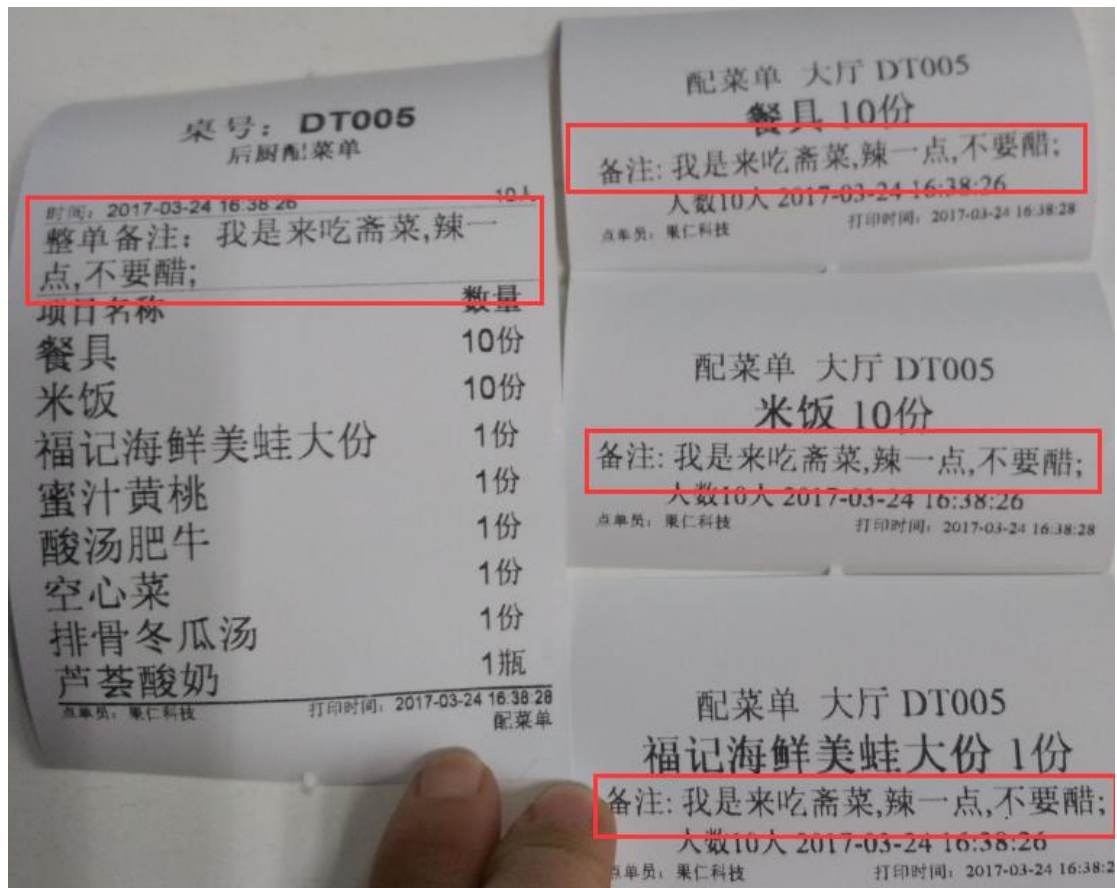 桌号: DT005
后厨配菜单
时间: 2017-03-24 16:38:26 10人
整单备注: 我是来吃斋菜,辣一
点,不要醋;
项目名称 数量
餐具 10份
米饭 10份
福记海鲜美蛙大份 1份
蜜汁黄桃 1份
酸汤肥牛 1份
空心菜 1份
排骨冬瓜汤 1份
芦荟酸奶 1瓶
点单员: 果仁科技 打印时间: 2017-03-24 16:38:28
配菜单
配菜单 大厅 DT005
餐具 10份
备注: 我是来吃斋菜,辣一点,不要醋;
人数10人 2017-03-24 16:38:26
点单员: 果仁科技 打印时间: 2017-03-24 16:38:28
配菜单 大厅 DT005
米饭 10份
备注: 我是来吃斋菜,辣一点,不要醋;
人数10人 2017-03-24 16:38:26
点单员: 果仁科技 打印时间: 2017-03-24 16:38:28
配菜单 大厅 DT005
福记海鲜美蛙大份 1份
备注: 我是来吃斋菜,辣一点,不要醋;
人数10人 2017-03-24 16:38:26
点单员: 果仁科技 打印时间: 2017-03-24 16:38:2